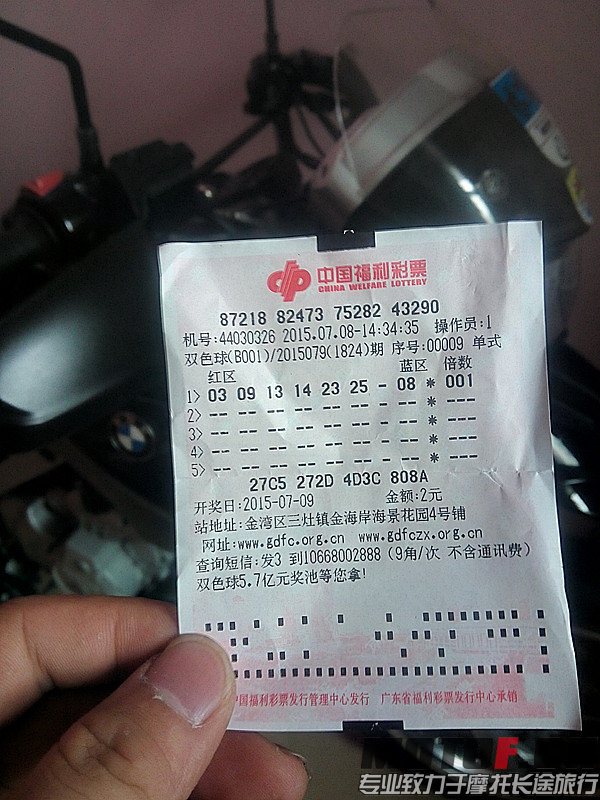 中国福利彩票
CHINA WELFARE LOTTERY
87218 82473 75282 43290
机号:44030326 2015.07.08-14:34:35 操作员:1
双色球(B001)/2015079(1824)期 序号:00009 单式
红区 蓝区 倍数
1> 03 09 13 14 23 25 - 08 * 001
2> -- -- -- -- -- -- - -- * ---
3> -- -- -- -- -- -- - -- * ---
4> -- -- -- -- -- -- - -- * ---
5> -- -- -- -- -- -- - -- * ---
27C5 272D 4D3C 808A
开奖日:2015-07-09 金额:2元
站地址:金湾区三灶镇金海岸海景花园4号铺
网址:www.gdfc.org.cn www.gdfczx.org.cn
查询短信:发3 到10668002888(9角/次 不含通讯费)
双色球5.7亿元奖池等您拿!
中国福利彩票发行管理中心发行 广东省福利彩票发行中心承销
专业致力于摩托长途旅行